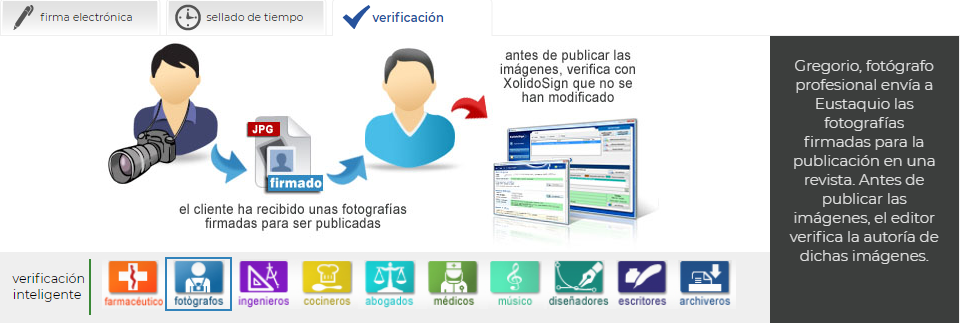 firma electrónica
sellado de tiempo
verificación
antes de publicar las
imágenes, verifica con
XolidoSign que no se
han modificado
JPG
firmado
el cliente ha recibido unas fotografías
firmadas para ser publicadas
Gregorio, fotógrafo
profesional envía a
Eustaquio las
fotografías
firmadas para la
publicación en una
revista. Antes de
publicar las
imágenes, el editor
verifica la autoría de
dichas imágenes.
verificación
inteligente
farmacéutico
fotógrafos
ingenieros
cocineros
abogados
médicos
músico
diseñadores
escritores
archiveros